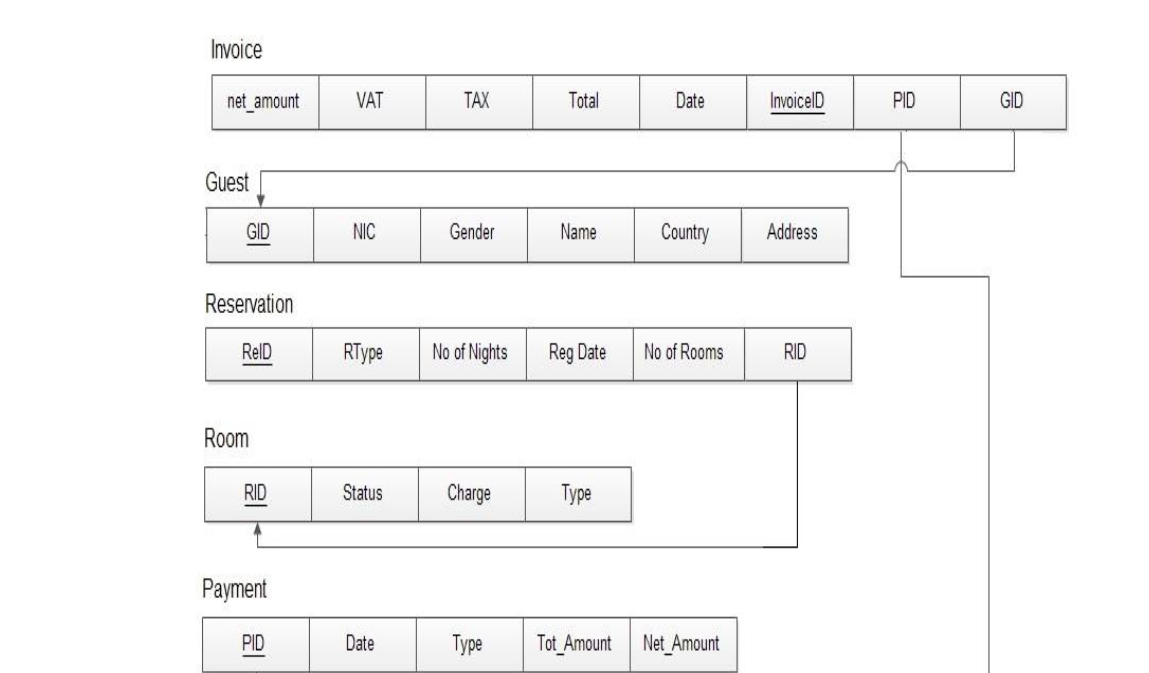 Invoice
net_amount VAT TAX Total Date InvoiceID PID GID
Guest
GID NIC Gender Name Country Address
Reservation
ReID RType No of Nights Reg Date No of Rooms RID
Room
RID Status Charge Type
Payment
PID Date Type Tot_Amount Net_Amount